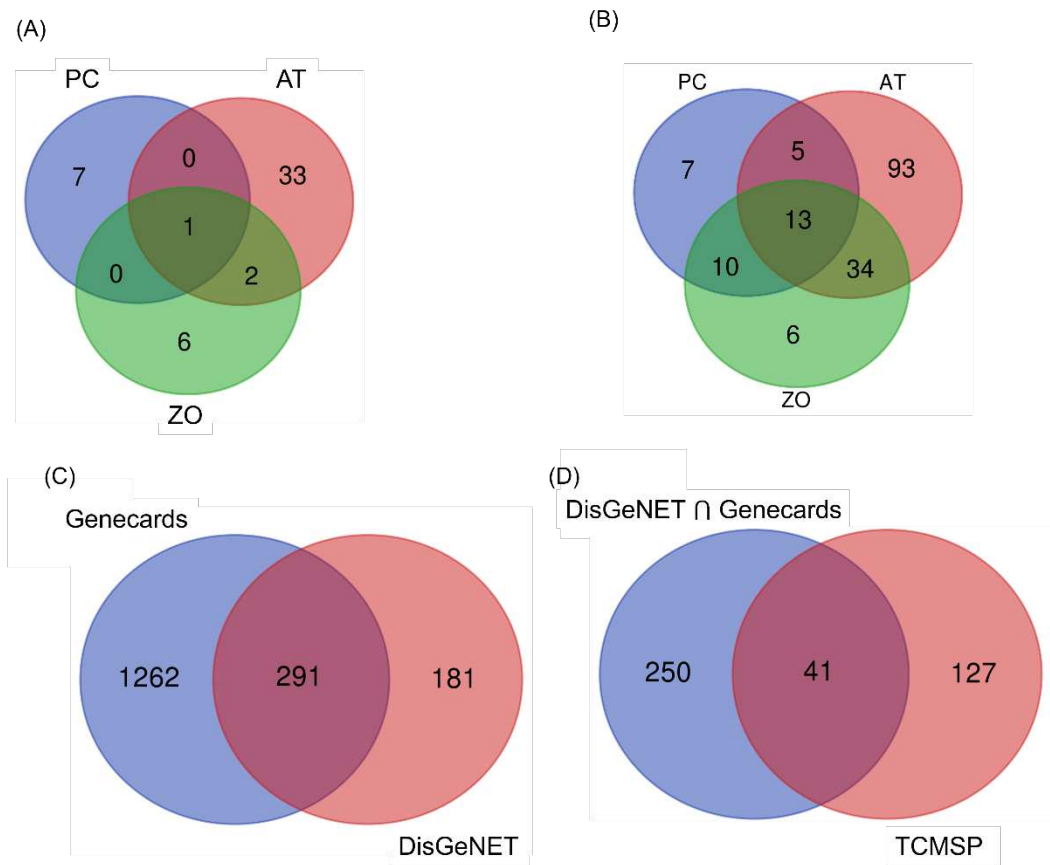 (A)
PC AT
7
0
33
1
0
2
6
ZO
(B)
PC AT
7
5
93
13
10
34
6
ZO
(C)
Genecards
1262 291 181
DisGeNET
(D)
DisGeNET ∩ Genecards
250 41 127
TCMSP